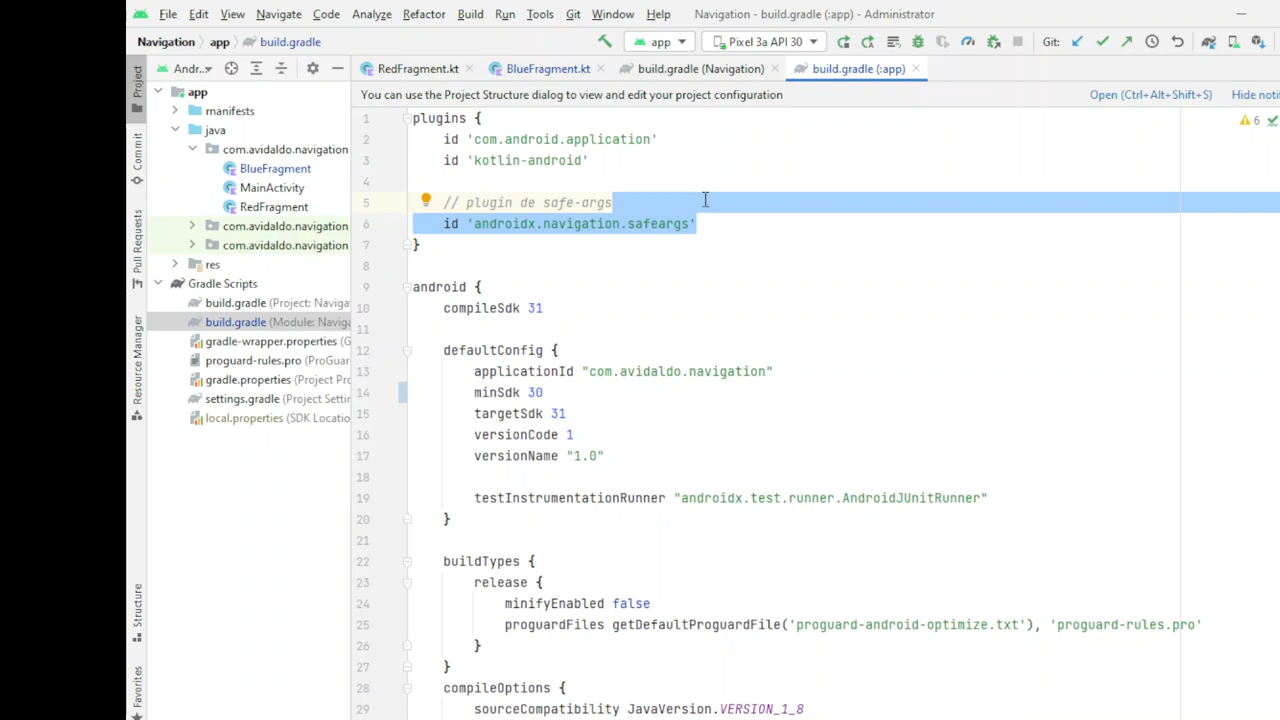 File Edit View Navigate Code Analyze Refactor Build Run Tools Git Window Help Navigation - build.gradle (:app) - Administrator
Navigation app build.gradle app Pixel 3a API 30 Git:
Andr... RedFragment.kt BlueFragment.kt build.gradle (Navigation) build.gradle (:app)
You can use the Project Structure dialog to view and edit your project configuration Open (Ctrl+Alt+Shift+S) Hide noti
6
Project
Commit
Pull Requests
Resource Manager
Structure
Favorites
app
manifests
java
com.avidaldo.navigation
BlueFragment
MainActivity
RedFragment
com.avidaldo.navigation
com.avidaldo.navigation
res
Gradle Scripts
build.gradle (Project: Naviga
build.gradle (Module: Naviga
gradle-wrapper.properties (G
proguard-rules.pro (ProGuar
gradle.properties (Project Pro
settings.gradle (Project Settin
local.properties (SDK Locatio
1 plugins {
2 id 'com.android.application'
3 id 'kotlin-android'
4
5 // plugin de safe-args
6 id 'androidx.navigation.safeargs'
7 }
8
9 android {
10 compileSdk 31
11
12 defaultConfig {
13 applicationId "com.avidaldo.navigation"
14 minSdk 30
15 targetSdk 31
16 versionCode 1
17 versionName "1.0"
18
19 testInstrumentationRunner "androidx.test.runner.AndroidJUnitRunner"
20 }
21
22 buildTypes {
23 release {
24 minifyEnabled false
25 proguardFiles getDefaultProguardFile('proguard-android-optimize.txt'), 'proguard-rules.pro'
26 }
27 }
28 compileOptions {
29 sourceCompatibility JavaVersion.VERSION_1_8